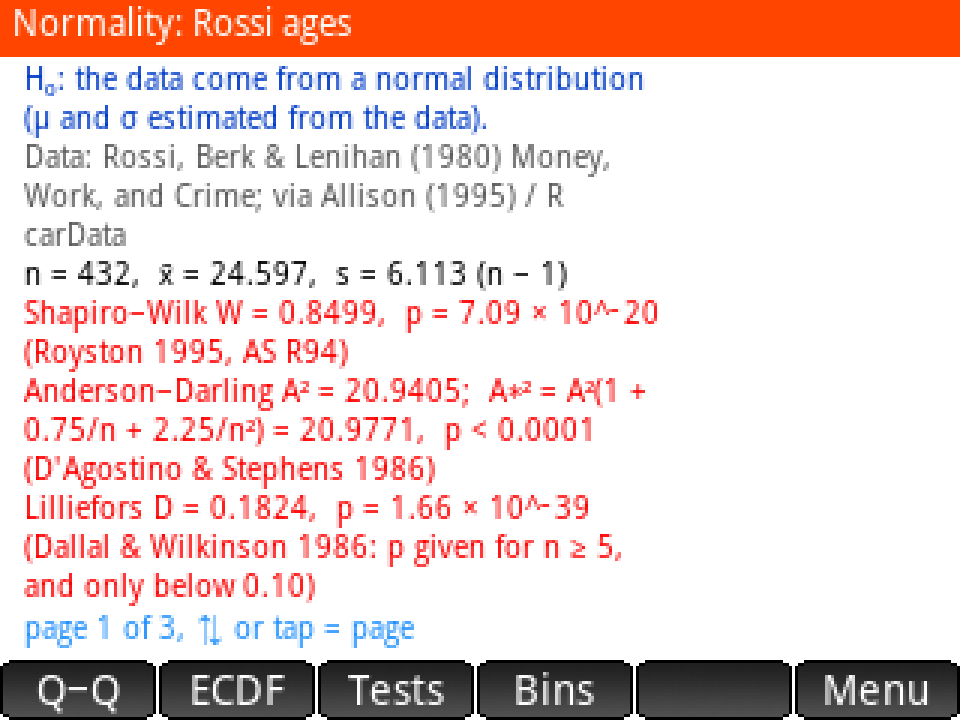 Normality: Rossi ages
H₀: the data come from a normal distribution
(μ and σ estimated from the data).
Data: Rossi, Berk & Lenihan (1980) Money,
Work, and Crime; via Allison (1995) / R
carData
n = 432, x̄ = 24.597, s = 6.113 (n − 1)
Shapiro−Wilk W = 0.8499, p = 7.09 × 10^−20
(Royston 1995, AS R94)
Anderson−Darling A² = 20.9405; A*² = A²(1 +
0.75/n + 2.25/n²) = 20.9771, p < 0.0001
(D'Agostino & Stephens 1986)
Lilliefors D = 0.1824, p = 1.66 × 10^−39
(Dallal & Wilkinson 1986: p given for n ≥ 5,
and only below 0.10)
page 1 of 3, ↑↓ or tap = page
Q−Q ECDF Tests Bins Menu